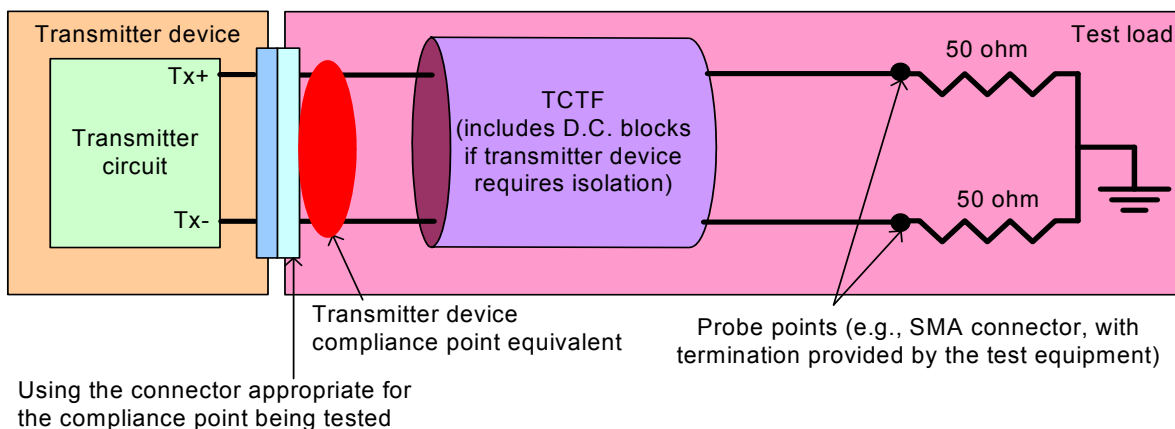 Transmitter device
Test load
50 ohm
Tx+
TCTF
(includes D.C. blocks
if transmitter device
requires isolation)
Transmitter
circuit
Tx-
50 ohm
Transmitter device
compliance point equivalent
Probe points (e.g., SMA connector, with
termination provided by the test equipment)
Using the connector appropriate for
the compliance point being tested